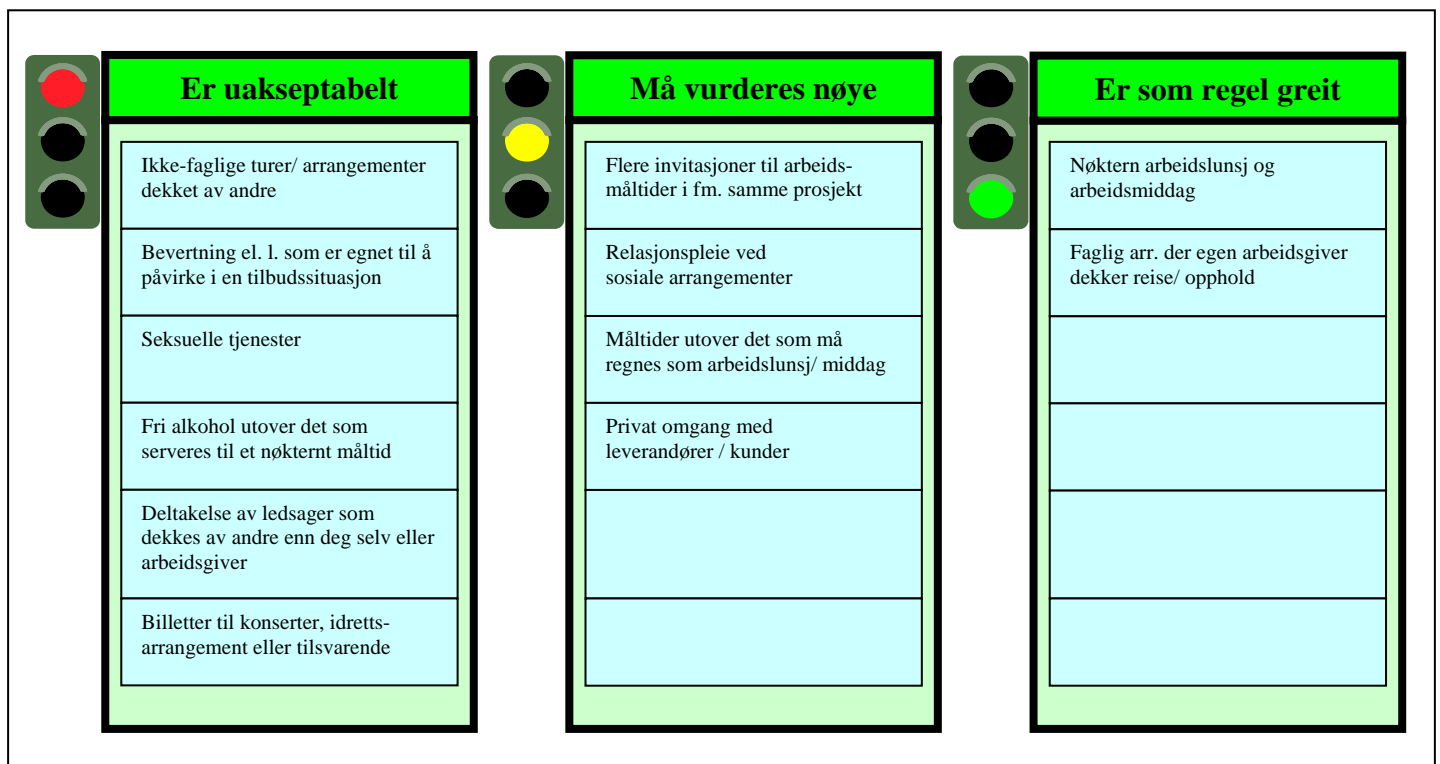 Er uakseptabelt
Ikke-faglige turer/ arrangementer
dekket av andre
Bevertning el. l. som er egnet til å
påvirke i en tilbudssituasjon
Seksuelle tjenester
Fri alkohol utover det som
serveres til et nøkternt måltid
Deltakelse av ledsager som
dekkes av andre enn deg selv eller
arbeidsgiver
Billetter til konserter, idretts-
arrangement eller tilsvarende
Må vurderes nøye
Flere invitasjoner til arbeids-
måltider i fm. samme prosjekt
Relasjonspleie ved
sosiale arrangementer
Måltider utover det som må
regnes som arbeidslunsj/ middag
Privat omgang med
leverandører / kunder
Er som regel greit
Nøktern arbeidslunsj og
arbeidsmiddag
Faglig arr. der egen arbeidsgiver
dekker reise/ opphold